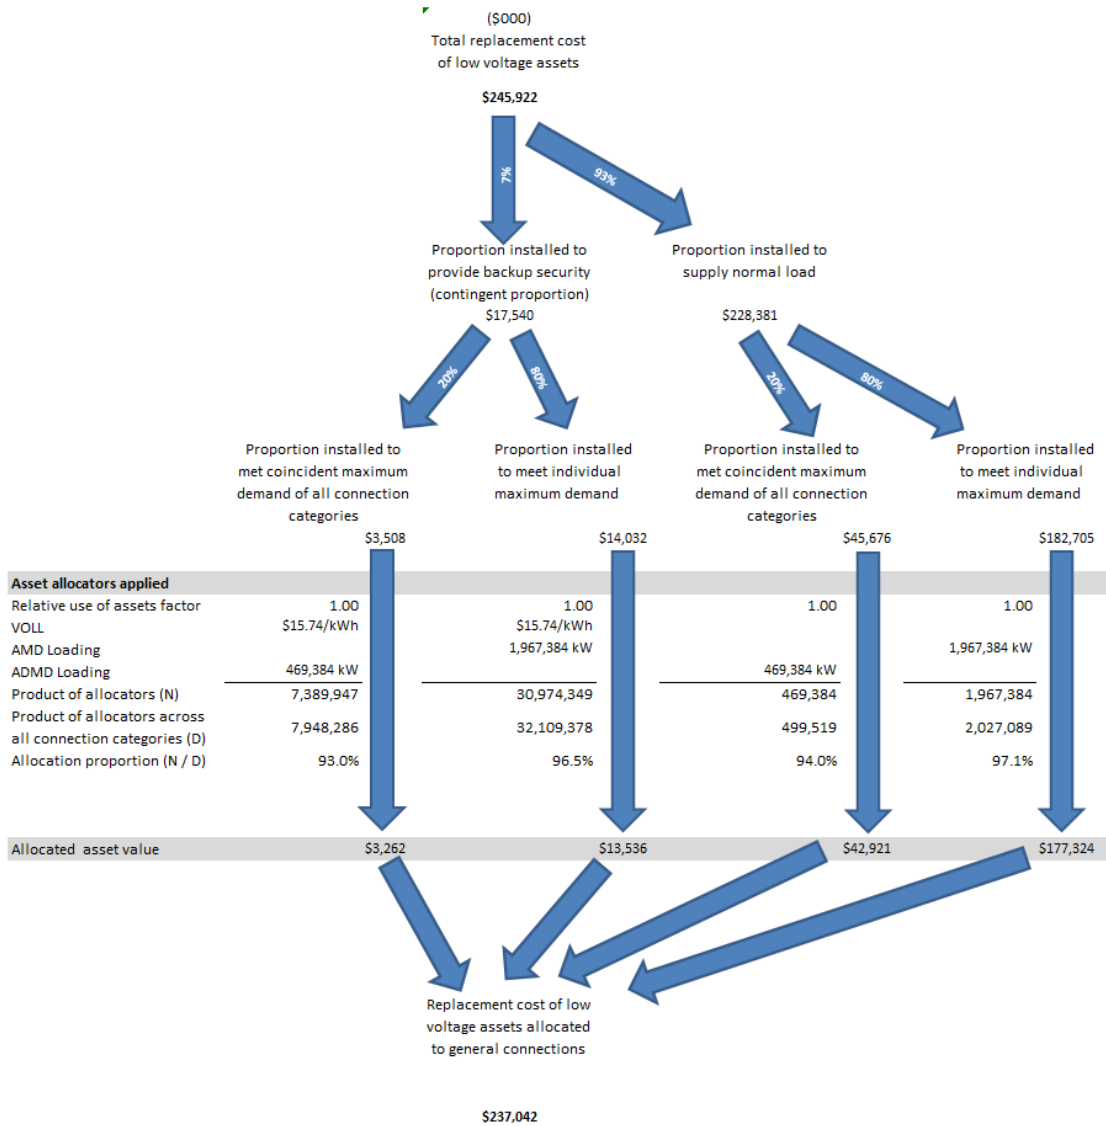 ($000)
Total replacement cost
of low voltage assets
$245,922
7%
93%
Proportion installed to
provide backup security
(contingent proportion)
$17,540
Proportion installed to
supply normal load
$228,381
20%
80%
20%
80%
Proportion installed to
met coincident maximum
demand of all connection
categories
$3,508
Proportion installed
to meet individual
maximum demand
$14,032
Proportion installed to
met coincident maximum
demand of all connection
categories
$45,676
Proportion installed
to meet individual
maximum demand
$182,705
Asset allocators applied
Relative use of assets factor 1.00 1.00 1.00 1.00
VOLL $15.74/kWh $15.74/kWh
AMD Loading 1,967,384 kW 1,967,384 kW
ADMD Loading 469,384 kW 469,384 kW
Product of allocators (N) 7,389,947 30,974,349 469,384 1,967,384
Product of allocators across
all connection categories (D) 7,948,286 32,109,378 499,519 2,027,089
Allocation proportion (N / D) 93.0% 96.5% 94.0% 97.1%
Allocated asset value $3,262 $13,536 $42,921 $177,324
Replacement cost of low
voltage assets allocated
to general connections
$237,042